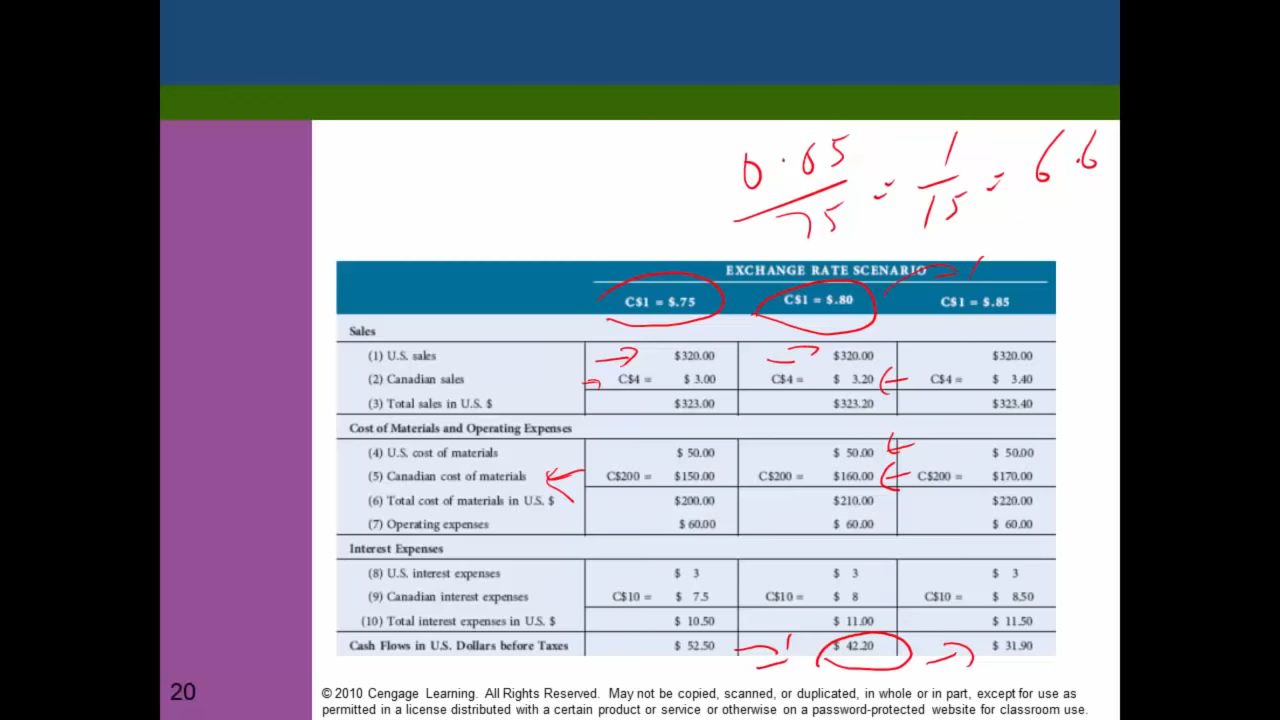 0.05/75 = 1/15 = 6.6
EXCHANGE RATE SCENARIO
C$1 = $.75 C$1 = $.80 C$1 = $.85
Sales
(1) U.S. sales $320.00 $320.00 $320.00
(2) Canadian sales C$4 = $ 3.00 C$4 = $ 3.20 C$4 = $ 3.40
(3) Total sales in U.S. $ $323.00 $323.20 $323.40
Cost of Materials and Operating Expenses
(4) U.S. cost of materials $ 50.00 $ 50.00 $ 50.00
(5) Canadian cost of materials C$200 = $150.00 C$200 = $160.00 C$200 = $170.00
(6) Total cost of materials in U.S. $ $200.00 $210.00 $220.00
(7) Operating expenses $ 60.00 $ 60.00 $ 60.00
Interest Expenses
(8) U.S. interest expenses $ 3 $ 3 $ 3
(9) Canadian interest expenses C$10 = $ 7.5 C$10 = $ 8 C$10 = $ 8.50
(10) Total interest expenses in U.S. $ $ 10.50 $ 11.00 $ 11.50
Cash Flows in U.S. Dollars before Taxes $ 52.50 $ 42.20 $ 31.90
20
© 2010 Cengage Learning. All Rights Reserved. May not be copied, scanned, or duplicated, in whole or in part, except for use as
permitted in a license distributed with a certain product or service or otherwise on a password-protected website for classroom use.